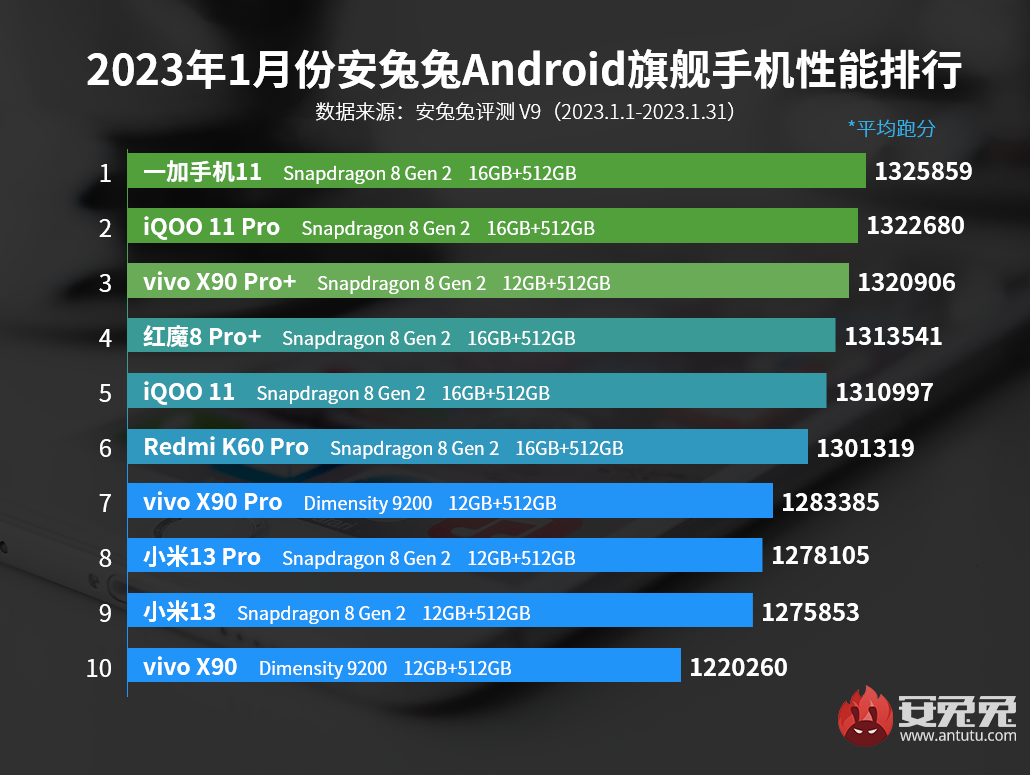 2023年1月份安兔兔Android旗舰手机性能排行
数据来源：安兔兔评测 V9（2023.1.1-2023.1.31）
*平均跑分
1 一加手机11 Snapdragon 8 Gen 2 16GB+512GB 1325859
2 iQOO 11 Pro Snapdragon 8 Gen 2 16GB+512GB 1322680
3 vivo X90 Pro+ Snapdragon 8 Gen 2 12GB+512GB 1320906
4 红魔8 Pro+ Snapdragon 8 Gen 2 16GB+512GB 1313541
5 iQOO 11 Snapdragon 8 Gen 2 16GB+512GB 1310997
6 Redmi K60 Pro Snapdragon 8 Gen 2 16GB+512GB 1301319
7 vivo X90 Pro Dimensity 9200 12GB+512GB 1283385
8 小米13 Pro Snapdragon 8 Gen 2 12GB+512GB 1278105
9 小米13 Snapdragon 8 Gen 2 12GB+512GB 1275853
10 vivo X90 Dimensity 9200 12GB+512GB 1220260
安兔兔
www.antutu.com